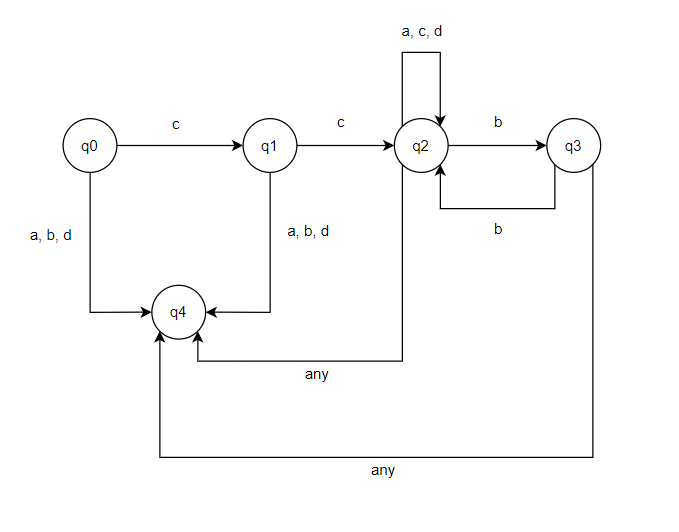 a, c, d
c
c
b
q0
q1
q2
q3
a, b, d
a, b, d
b
q4
any
any